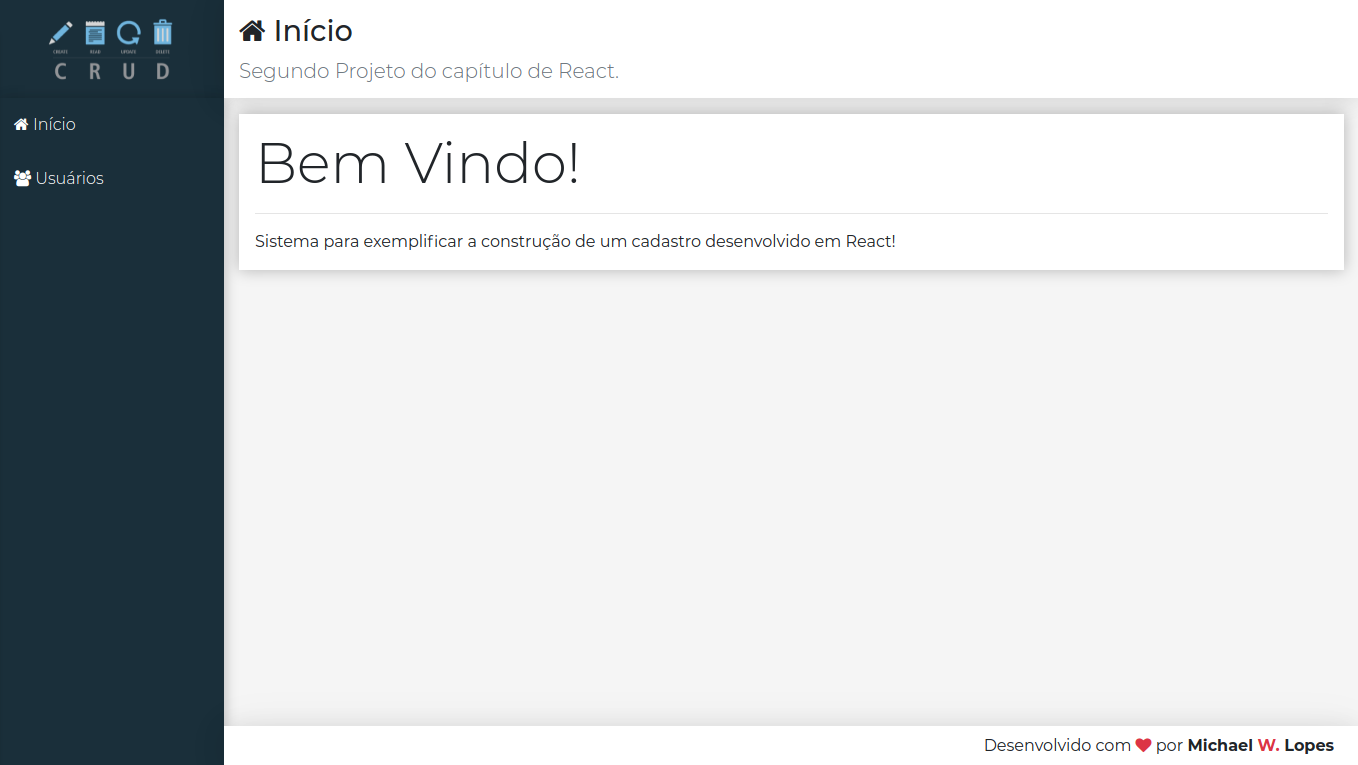 CREATE READ UPDATE DELETE
C R U D
Início
Usuários
Início
Segundo Projeto do capítulo de React.
Bem Vindo!
Sistema para exemplificar a construção de um cadastro desenvolvido em React!
Desenvolvido com por Michael W. Lopes